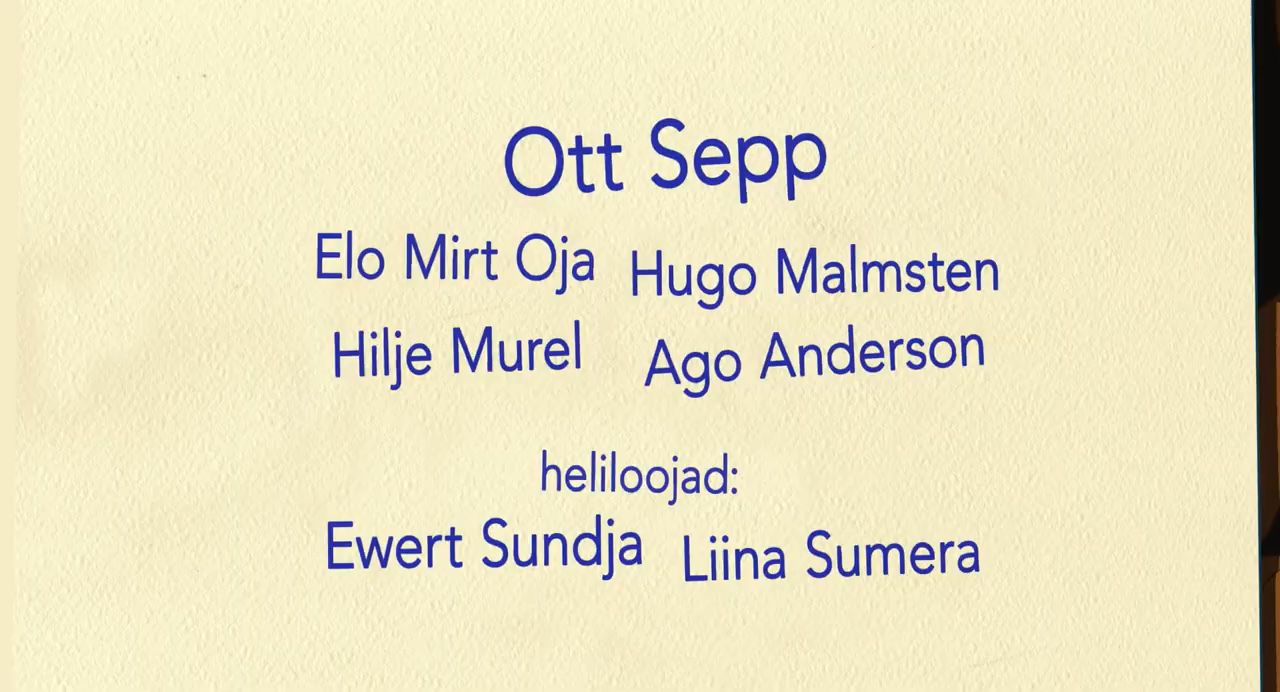 Ott Sepp
Elo Mirt Oja Hugo Malmsten
Hilje Murel Ago Anderson
heliloojad:
Ewert Sundja Liina Sumera